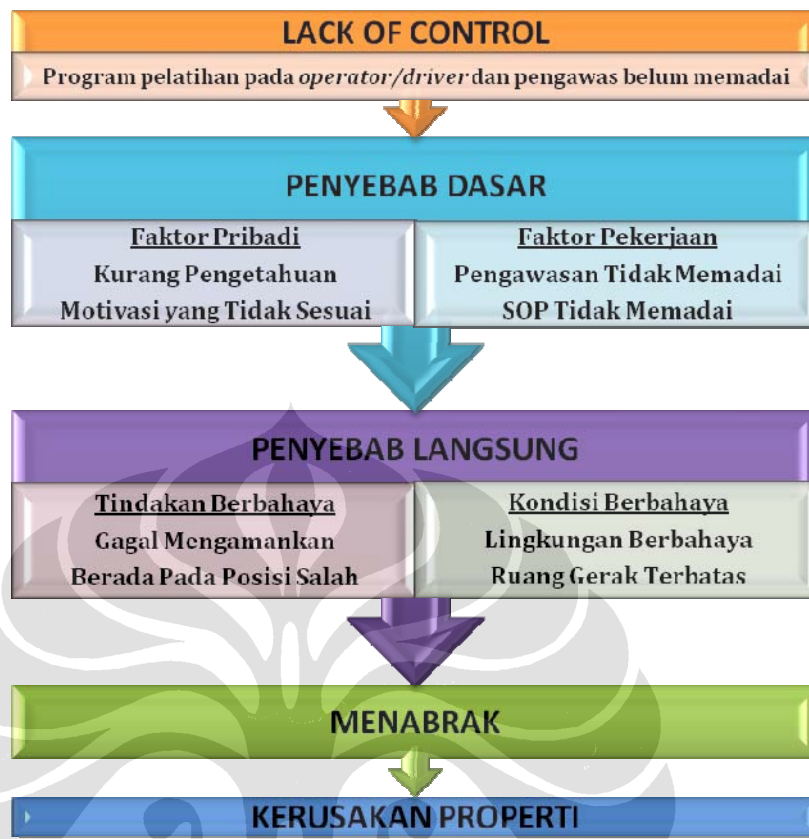 LACK OF CONTROL
Program pelatihan pada operator/driver dan pengawas belum memadai
PENYEBAB DASAR
Faktor Pribadi
Kurang Pengetahuan
Motivasi yang Tidak Sesuai
Faktor Pekerjaan
Pengawasan Tidak Memadai
SOP Tidak Memadai
PENYEBAB LANGSUNG
Tindakan Berbahaya
Gagal Mengamankan
Berada Pada Posisi Salah
Kondisi Berbahaya
Lingkungan Berbahaya
Ruang Gerak Terbatas
MENABRAK
KERUSAKAN PROPERTI